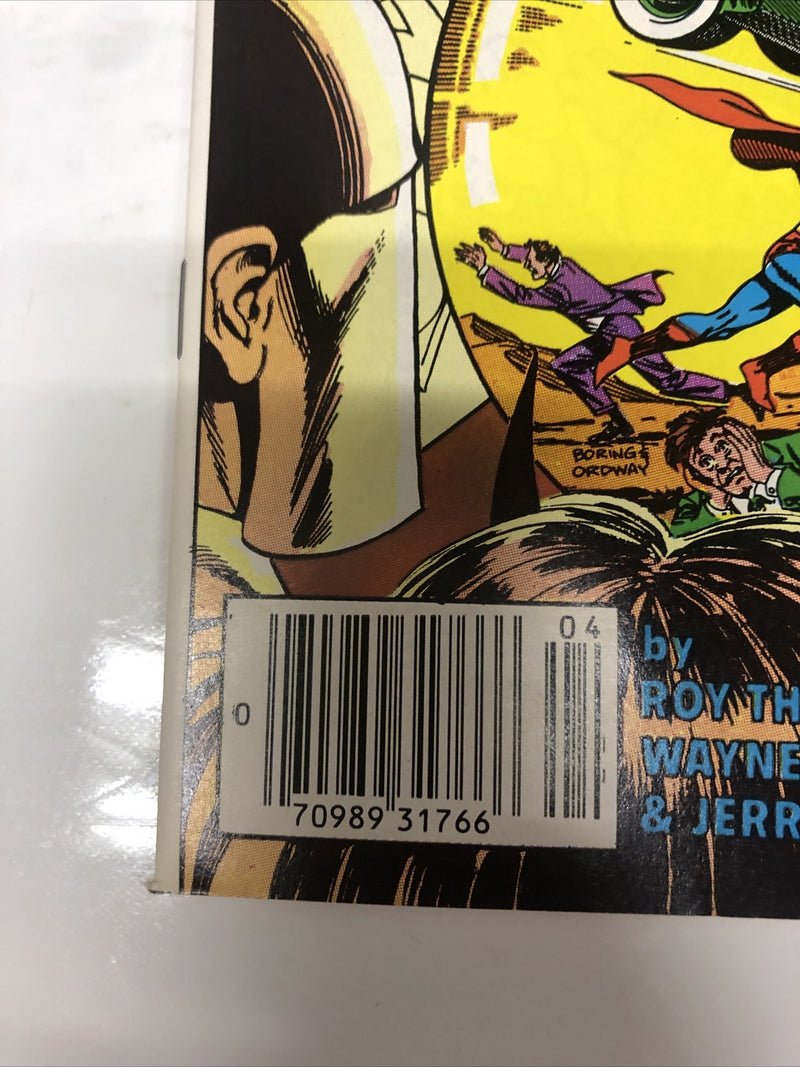 BORING &
ORDWAY
04
0
70989 31766
by
ROY TH
WAYNE
& JERR